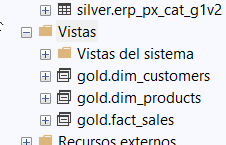 silver.erp_px_cat_g1v2
Vistas
Vistas del sistema
gold.dim_customers
gold.dim_products
gold.fact_sales
Recursos externos